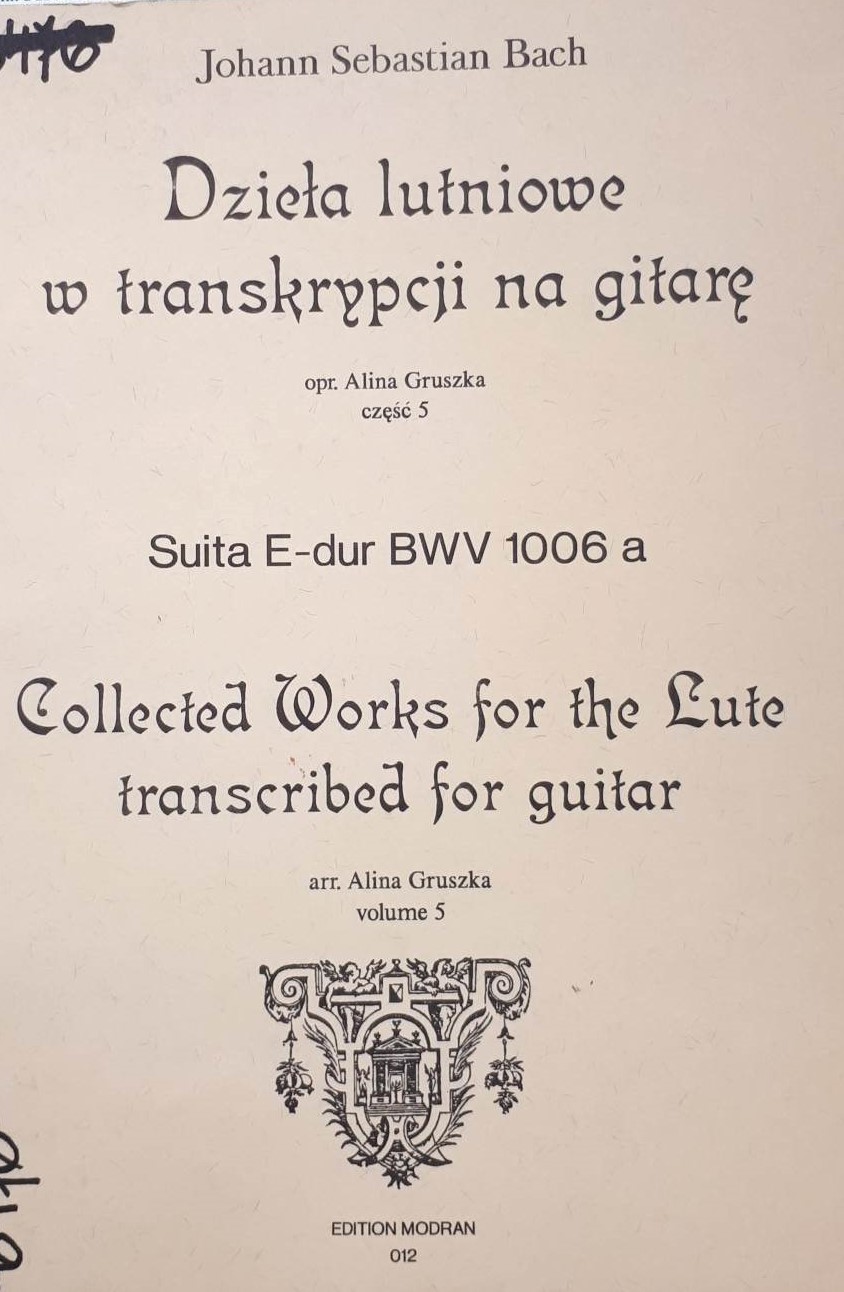 Johann Sebastian Bach
Dzieła lutniowe
w transkrypcji na gitarę
opr. Alina Gruszka
część 5
Suita E-dur BWV 1006 a
Collected Works for the Lute
transcribed for guitar
arr. Alina Gruszka
volume 5
EDITION MODRAN
012